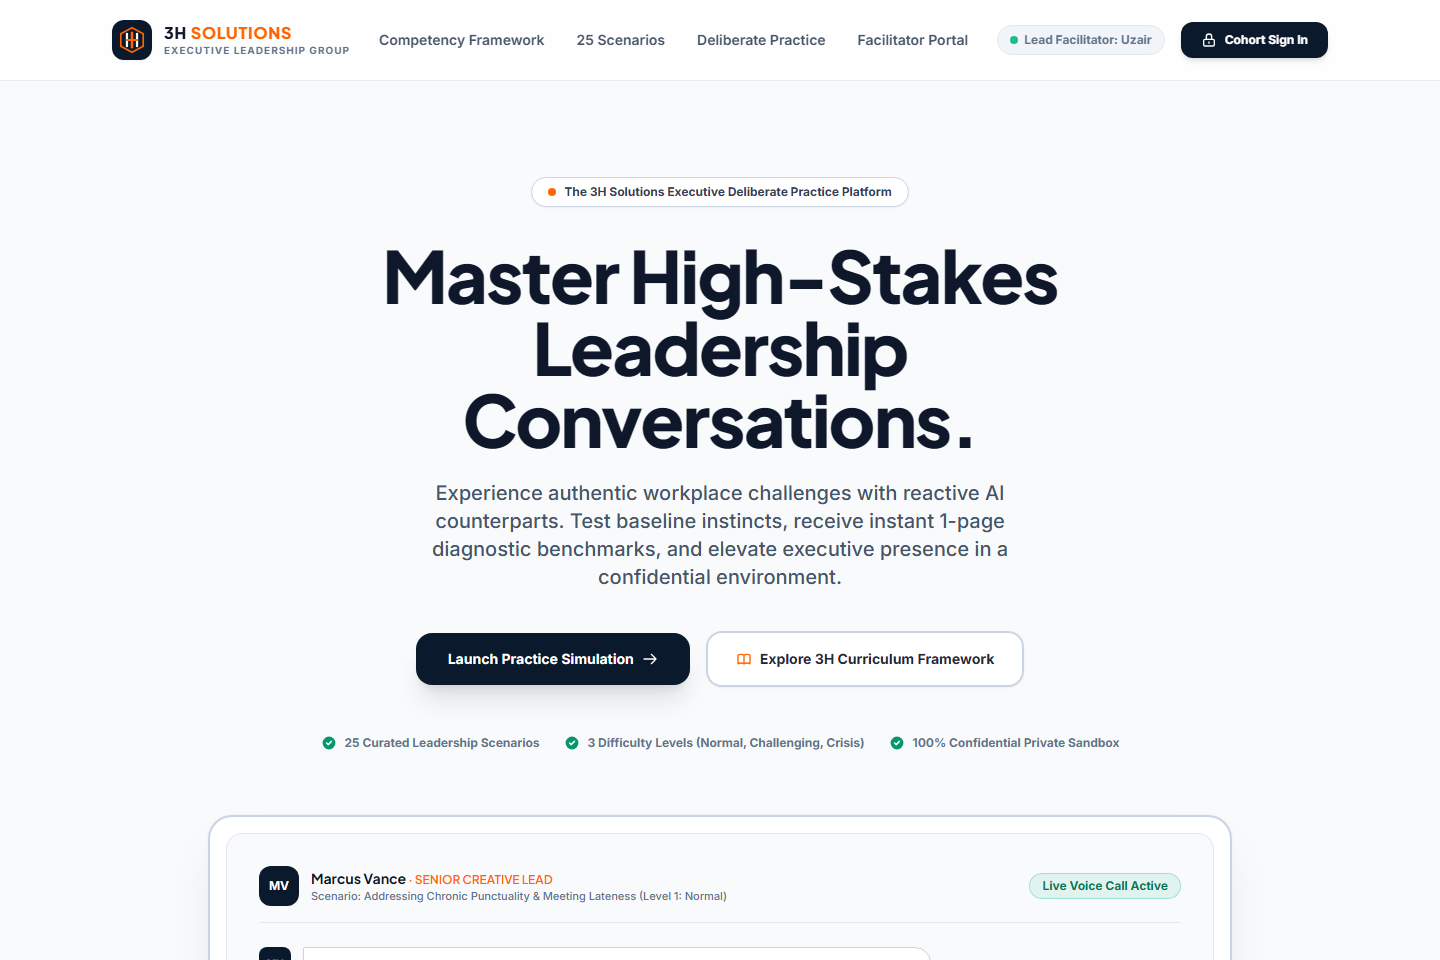 3H SOLUTIONS
EXECUTIVE LEADERSHIP GROUP
Competency Framework
25 Scenarios
Deliberate Practice
Facilitator Portal
Lead Facilitator: Uzair
Cohort Sign In
The 3H Solutions Executive Deliberate Practice Platform
Master High-Stakes
Leadership
Conversations.
Experience authentic workplace challenges with reactive AI
counterparts. Test baseline instincts, receive instant 1-page
diagnostic benchmarks, and elevate executive presence in a
confidential environment.
Launch Practice Simulation →
Explore 3H Curriculum Framework
25 Curated Leadership Scenarios
3 Difficulty Levels (Normal, Challenging, Crisis)
100% Confidential Private Sandbox
MV
Marcus Vance · SENIOR CREATIVE LEAD
Scenario: Addressing Chronic Punctuality & Meeting Lateness (Level 1: Normal)
Live Voice Call Active